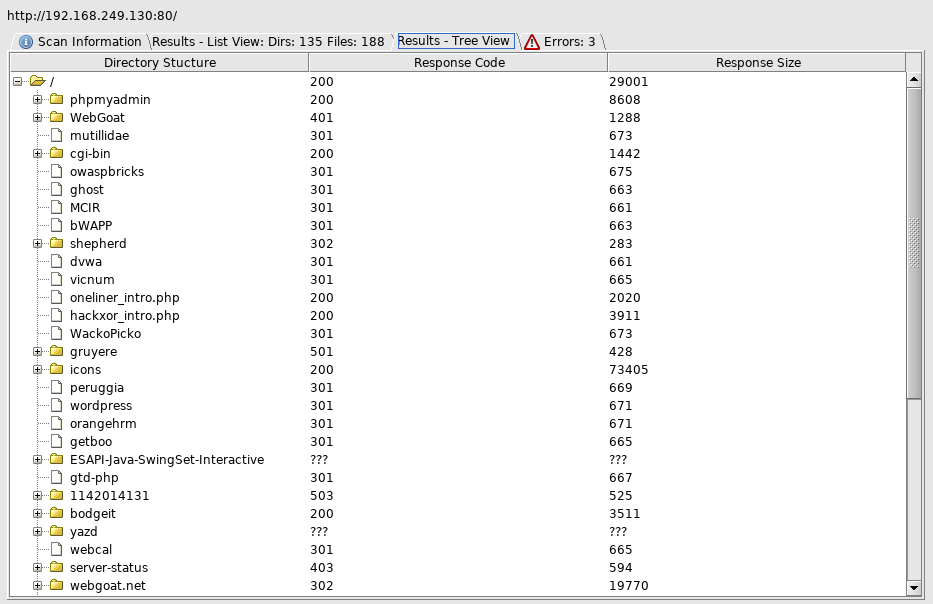 http://192.168.249.130:80/
Scan Information Results - List View: Dirs: 135 Files: 188 Results - Tree View Errors: 3
Directory Stucture Response Code Response Size
/ 200 29001
phpmyadmin 200 8608
WebGoat 401 1288
mutillidae 301 673
cgi-bin 200 1442
owaspbricks 301 675
ghost 301 663
MCIR 301 661
bWAPP 301 663
shepherd 302 283
dvwa 301 661
vicnum 301 665
oneliner_intro.php 200 2020
hackxor_intro.php 200 3911
WackoPicko 301 673
gruyere 501 428
icons 200 73405
peruggia 301 669
wordpress 301 671
orangehrm 301 671
getboo 301 665
ESAPI-Java-SwingSet-Interactive ??? ???
gtd-php 301 667
1142014131 503 525
bodgeit 200 3511
yazd ??? ???
webcal 301 665
server-status 403 594
webgoat.net 302 19770